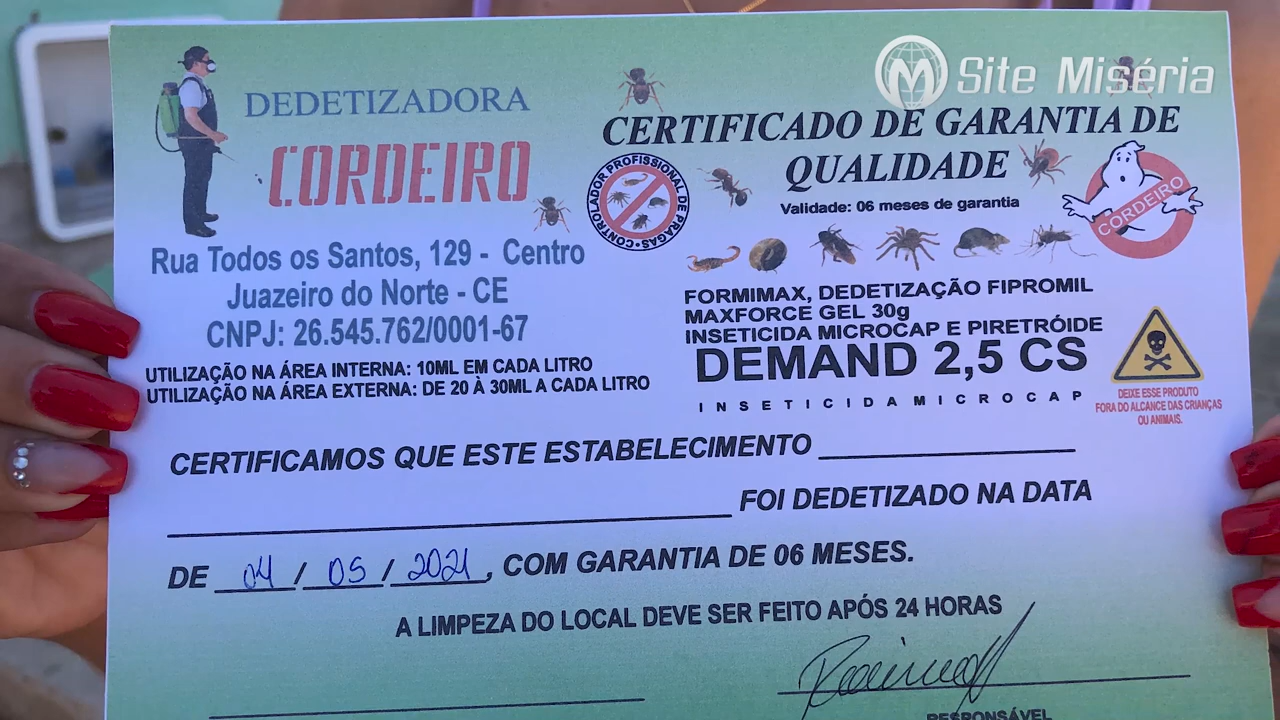 Site Miséria
DEDETIZADORA
CORDEIRO
Rua Todos os Santos, 129 - Centro
Juazeiro do Norte - CE
CNPJ: 26.545.762/0001-67
UTILIZAÇÃO NA ÁREA INTERNA: 10ML EM CADA LITRO
UTILIZAÇÃO NA ÁREA EXTERNA: DE 20 À 30ML A CADA LITRO
CERTIFICADO DE GARANTIA DE
QUALIDADE
Validade: 06 meses de garantia
CONTROLADOR PROFISSIONAL DE PRAGAS
CORDEIRO
FORMIMAX, DEDETIZAÇÃO FIPROMIL
MAXFORCE GEL 30g
INSETICIDA MICROCAP E PIRETRÓIDE
DEMAND 2,5 CS
INSETICIDA MICROCAP
DEIXE ESSE PRODUTO
FORA DO ALCANCE DAS CRIANÇAS
OU ANIMAIS.
CERTIFICAMOS QUE ESTE ESTABELECIMENTO
FOI DEDETIZADO NA DATA
DE 04 / 05 / 2021, COM GARANTIA DE 06 MESES.
A LIMPEZA DO LOCAL DEVE SER FEITO APÓS 24 HORAS
RESPONSÁVEL